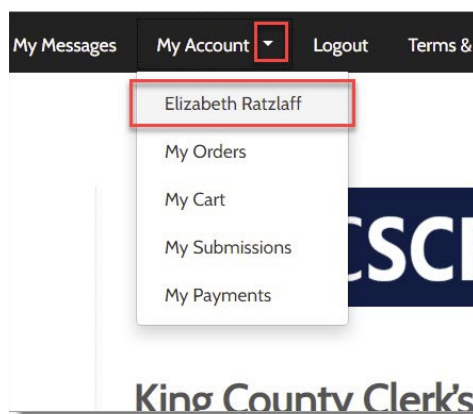 My Messages My Account Logout Terms &
Elizabeth Ratzlaff
My Orders
My Cart
My Submissions
My Payments
CSCI
King County Clerk's